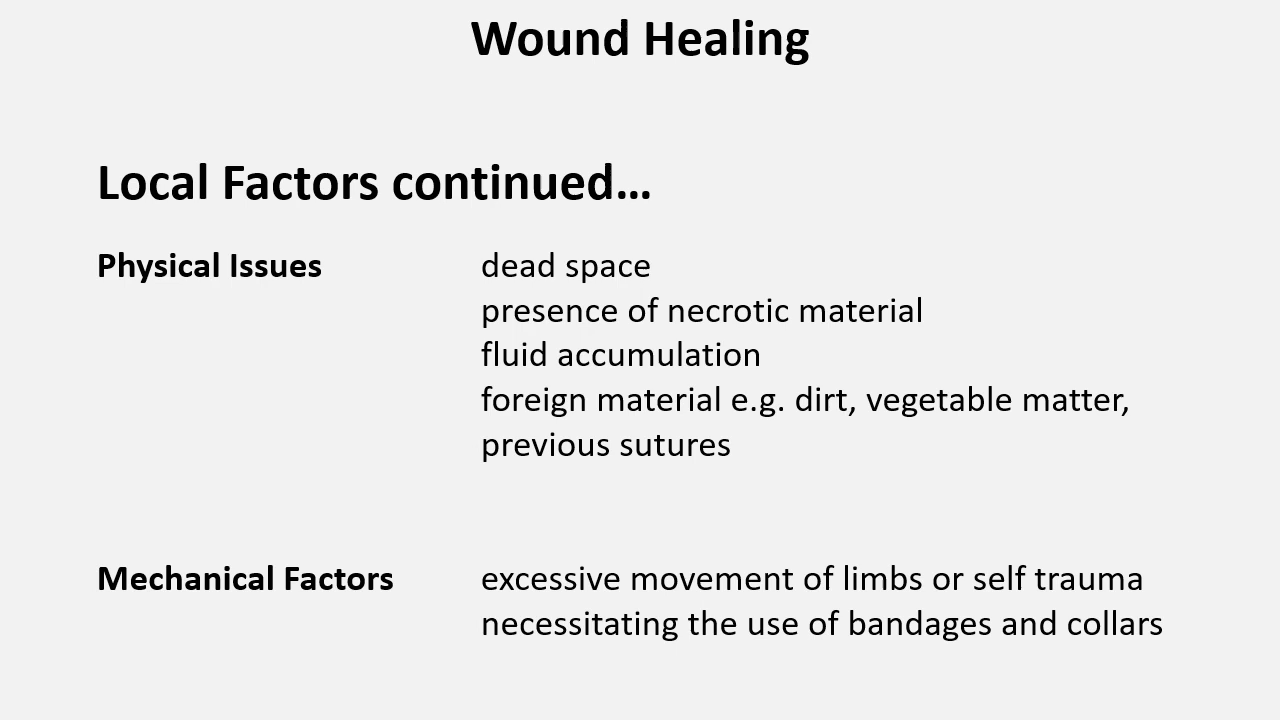 Wound Healing
Local Factors continued…
Physical Issues
dead space
presence of necrotic material
fluid accumulation
foreign material e.g. dirt, vegetable matter,
previous sutures
Mechanical Factors
excessive movement of limbs or self trauma
necessitating the use of bandages and collars